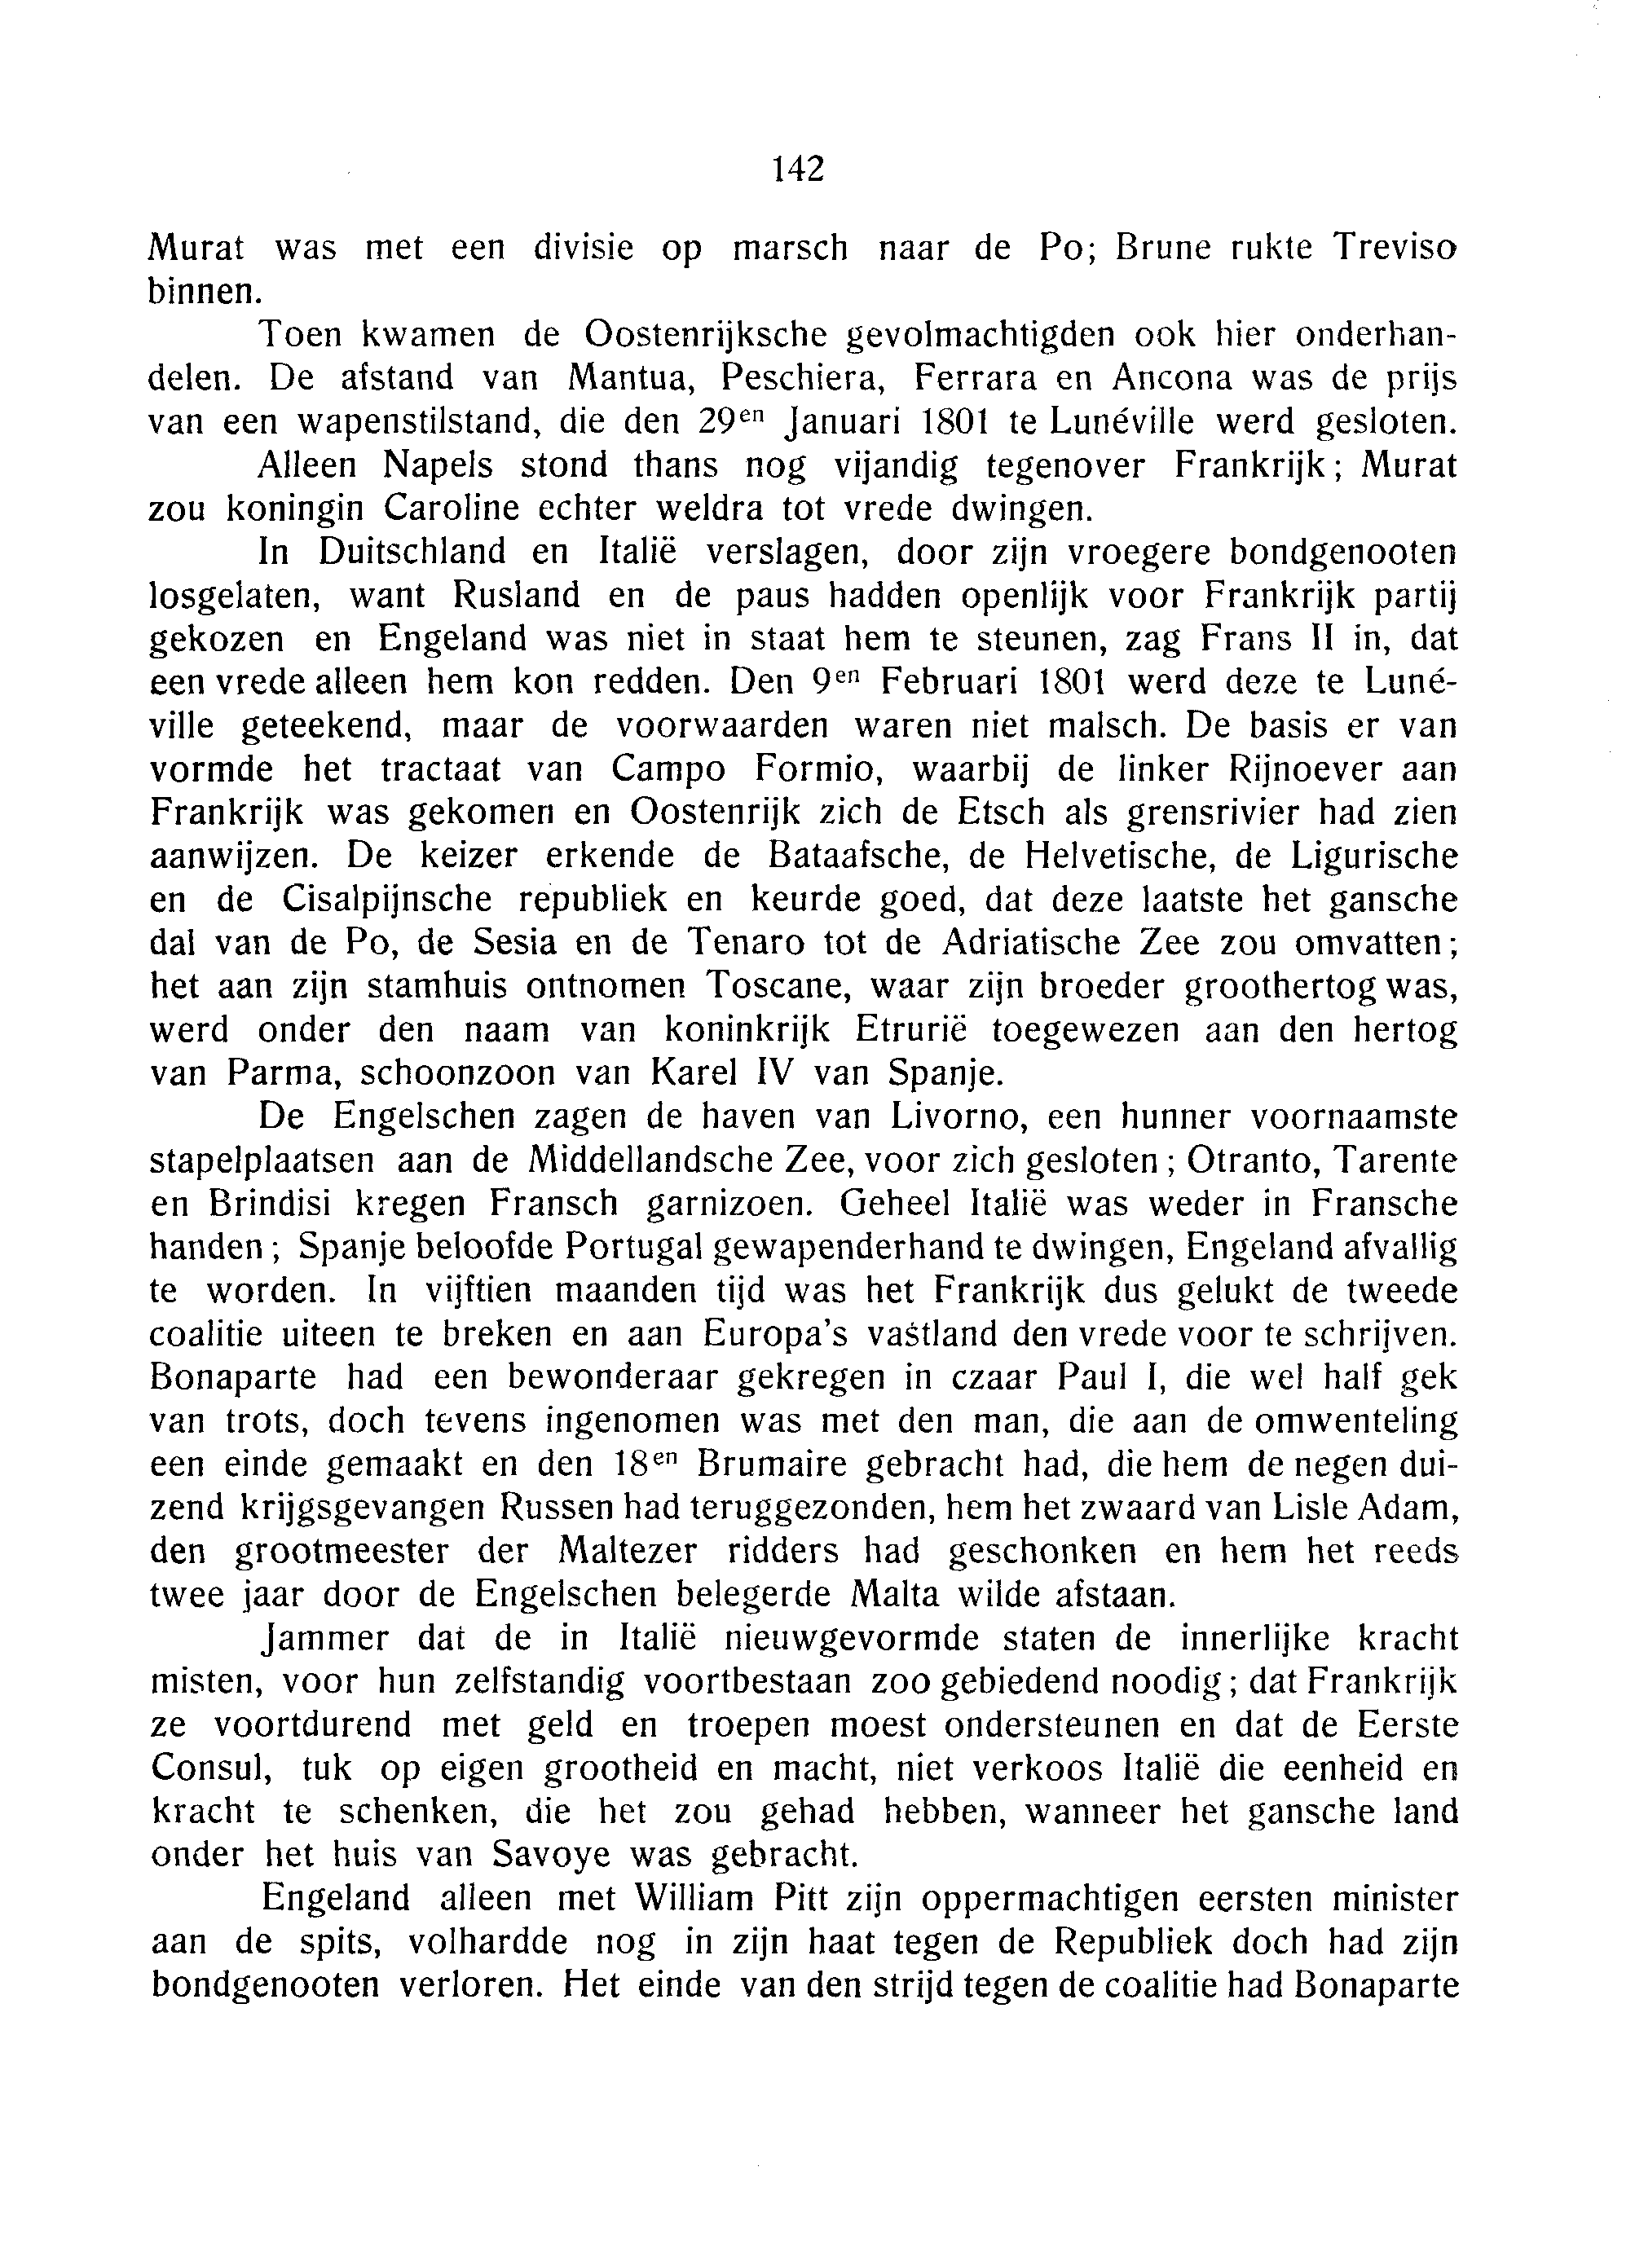 142
Murat was met een divisie op marsch naar de Po; Brune rukte Treviso
binnen.
Toen kwamen de Oostenrijksche gevolmachtigden ook hier onderhan-
delen. De afstand van Mantua, Peschiera, Ferrara en Ancona was de prijs
van een wapenstilstand, die den 29en Januari 1801 te Lunéville werd gesloten.
Alleen Napels stond thans nog vijandig tegenover Frankrijk; Murat
zou koningin Caroline echter weldra tot vrede dwingen.
In Duitschland en Italië verslagen, door zijn vroegere bondgenooten
losgelaten, want Rusland en de paus hadden openlijk voor Frankrijk partij
gekozen en Engeland was niet in staat hem te steunen, zag Frans II in, dat
een vrede alleen hem kon redden. Den 9en Februari 1801 werd deze te Luné-
ville geteekend, maar de voorwaarden waren niet malsch. De basis er van
vormde het tractaat van Campo Formio, waarbij de linker Rijnoever aan
Frankrijk was gekomen en Oostenrijk zich de Etsch als grensrivier had zien
aanwijzen. De keizer erkende de Bataafsche, de Helvetische, de Ligurische
en de Cisalpijnsche republiek en keurde goed, dat deze laatste het gansche
dal van de Po, de Sesia en de Tenaro tot de Adriatische Zee zou omvatten;
het aan zijn stamhuis ontnomen Toscane, waar zijn broeder groothertog was,
werd onder den naam van koninkrijk Etrurië toegewezen aan den hertog
van Parma, schoonzoon van Karel IV van Spanje.
De Engelschen zagen de haven van Livorno, een hunner voornaamste
stapelplaatsen aan de Middellandsche Zee, voor zich gesloten; Otranto, Tarente
en Brindisi kregen Fransch garnizoen. Geheel Italië was weder in Fransche
handen; Spanje beloofde Portugal gewapenderhand te dwingen, Engeland afvallig
te worden. In vijftien maanden tijd was het Frankrijk dus gelukt de tweede
coalitie uiteen te breken en aan Europa's vastland den vrede voor te schrijven.
Bonaparte had een bewonderaar gekregen in czaar Paul I, die wel half gek
van trots, doch tevens ingenomen was met den man, die aan de omwenteling
een einde gemaakt en den 18en Brumaire gebracht had, die hem de negen dui-
zend krijgsgevangen Russen had teruggezonden, hem het zwaard van Lisle Adam,
den grootmeester der Maltezer ridders had geschonken en hem het reeds
twee jaar door de Engelschen belegerde Malta wilde afstaan.
Jammer dat de in Italië nieuwgevormde staten de innerlijke kracht
misten, voor hun zelfstandig voortbestaan zoo gebiedend noodig; dat Frankrijk
ze voortdurend met geld en troepen moest ondersteunen en dat de Eerste
Consul, tuk op eigen grootheid en macht, niet verkoos Italië die eenheid en
kracht te schenken, die het zou gehad hebben, wanneer het gansche land
onder het huis van Savoye was gebracht.
Engeland alleen met William Pitt zijn oppermachtigen eersten minister
aan de spits, volhardde nog in zijn haat tegen de Republiek doch had zijn
bondgenooten verloren. Het einde van den strijd tegen de coalitie had Bonaparte